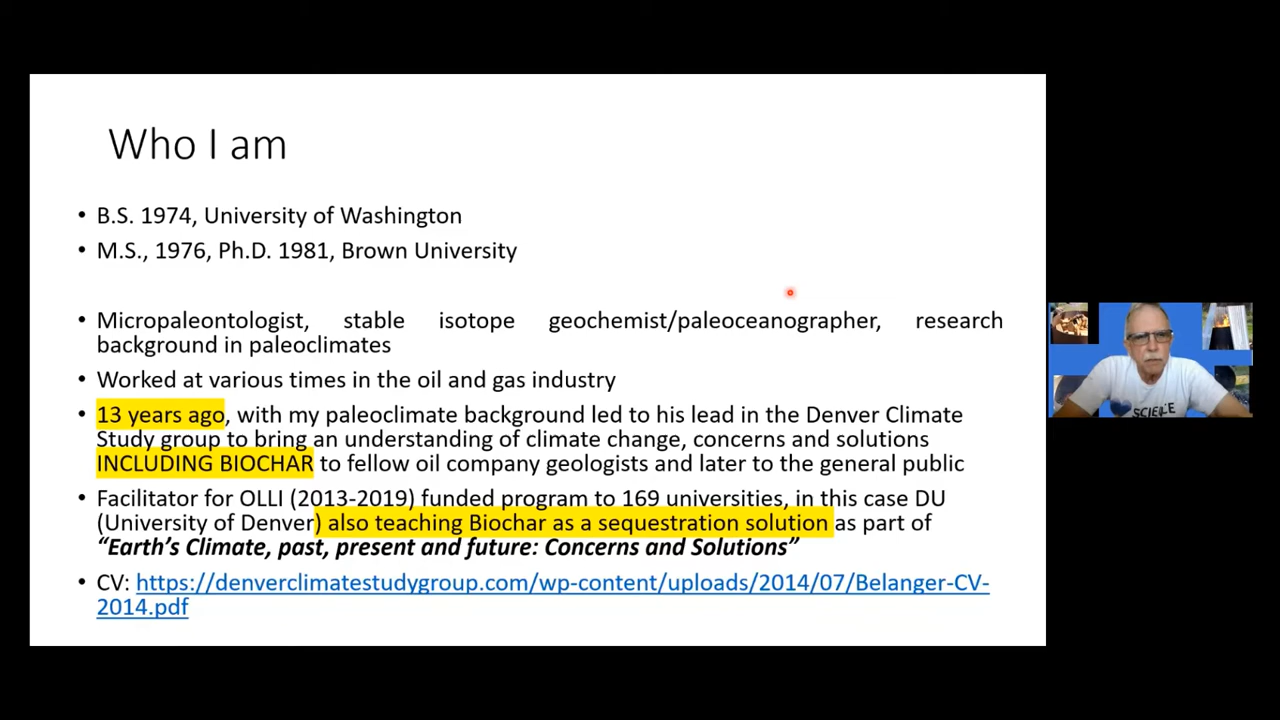 Who I am
• B.S. 1974, University of Washington
• M.S., 1976, Ph.D. 1981, Brown University
• Micropaleontologist, stable isotope geochemist/paleoceanographer, research
background in paleoclimates
• Worked at various times in the oil and gas industry
• 13 years ago, with my paleoclimate background led to his lead in the Denver Climate
Study group to bring an understanding of climate change, concerns and solutions
INCLUDING BIOCHAR to fellow oil company geologists and later to the general public
• Facilitator for OLLI (2013-2019) funded program to 169 universities, in this case DU
(University of Denver) also teaching Biochar as a sequestration solution as part of
“Earth’s Climate, past, present and future: Concerns and Solutions”
• CV: https://denverclimatestudygroup.com/wp-content/uploads/2014/07/Belanger-CV-
2014.pdf
SCIENCE